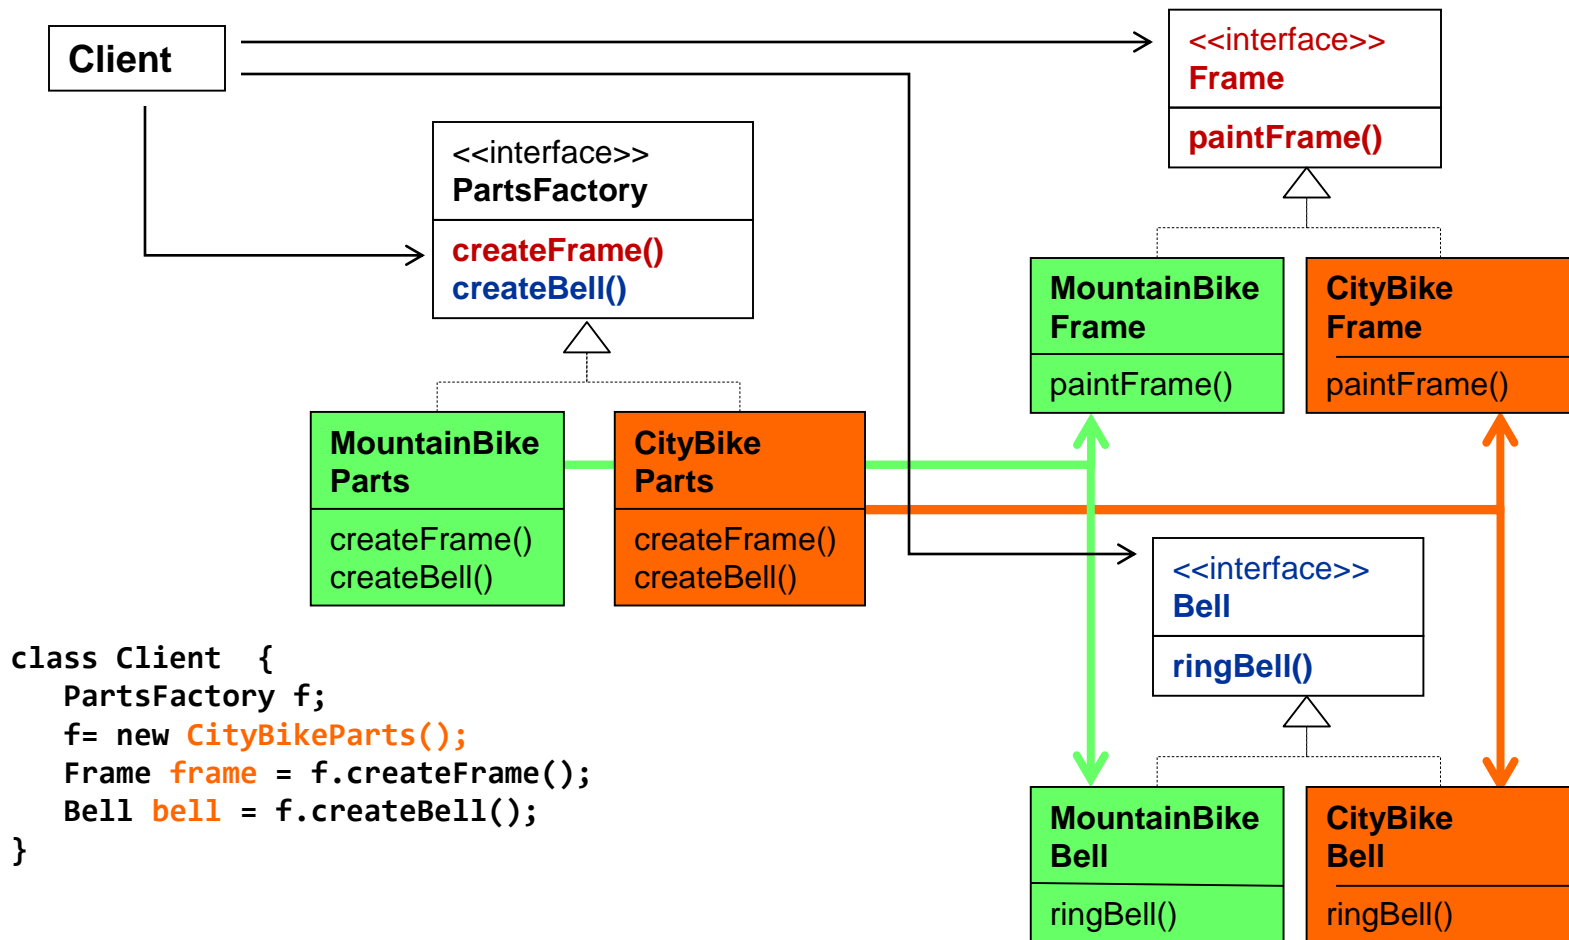 Client
<<interface>>
Frame
paintFrame()
<<interface>>
PartsFactory
createFrame()
createBell()
MountainBike
Frame
paintFrame()
CityBike
Frame
paintFrame()
MountainBike
Parts
createFrame()
createBell()
CityBike
Parts
createFrame()
createBell()
<<interface>>
Bell
ringBell()
MountainBike
Bell
ringBell()
CityBike
Bell
ringBell()
class Client  {
   PartsFactory f;
   f= new CityBikeParts();
   Frame frame = f.createFrame();
   Bell bell = f.createBell();
}